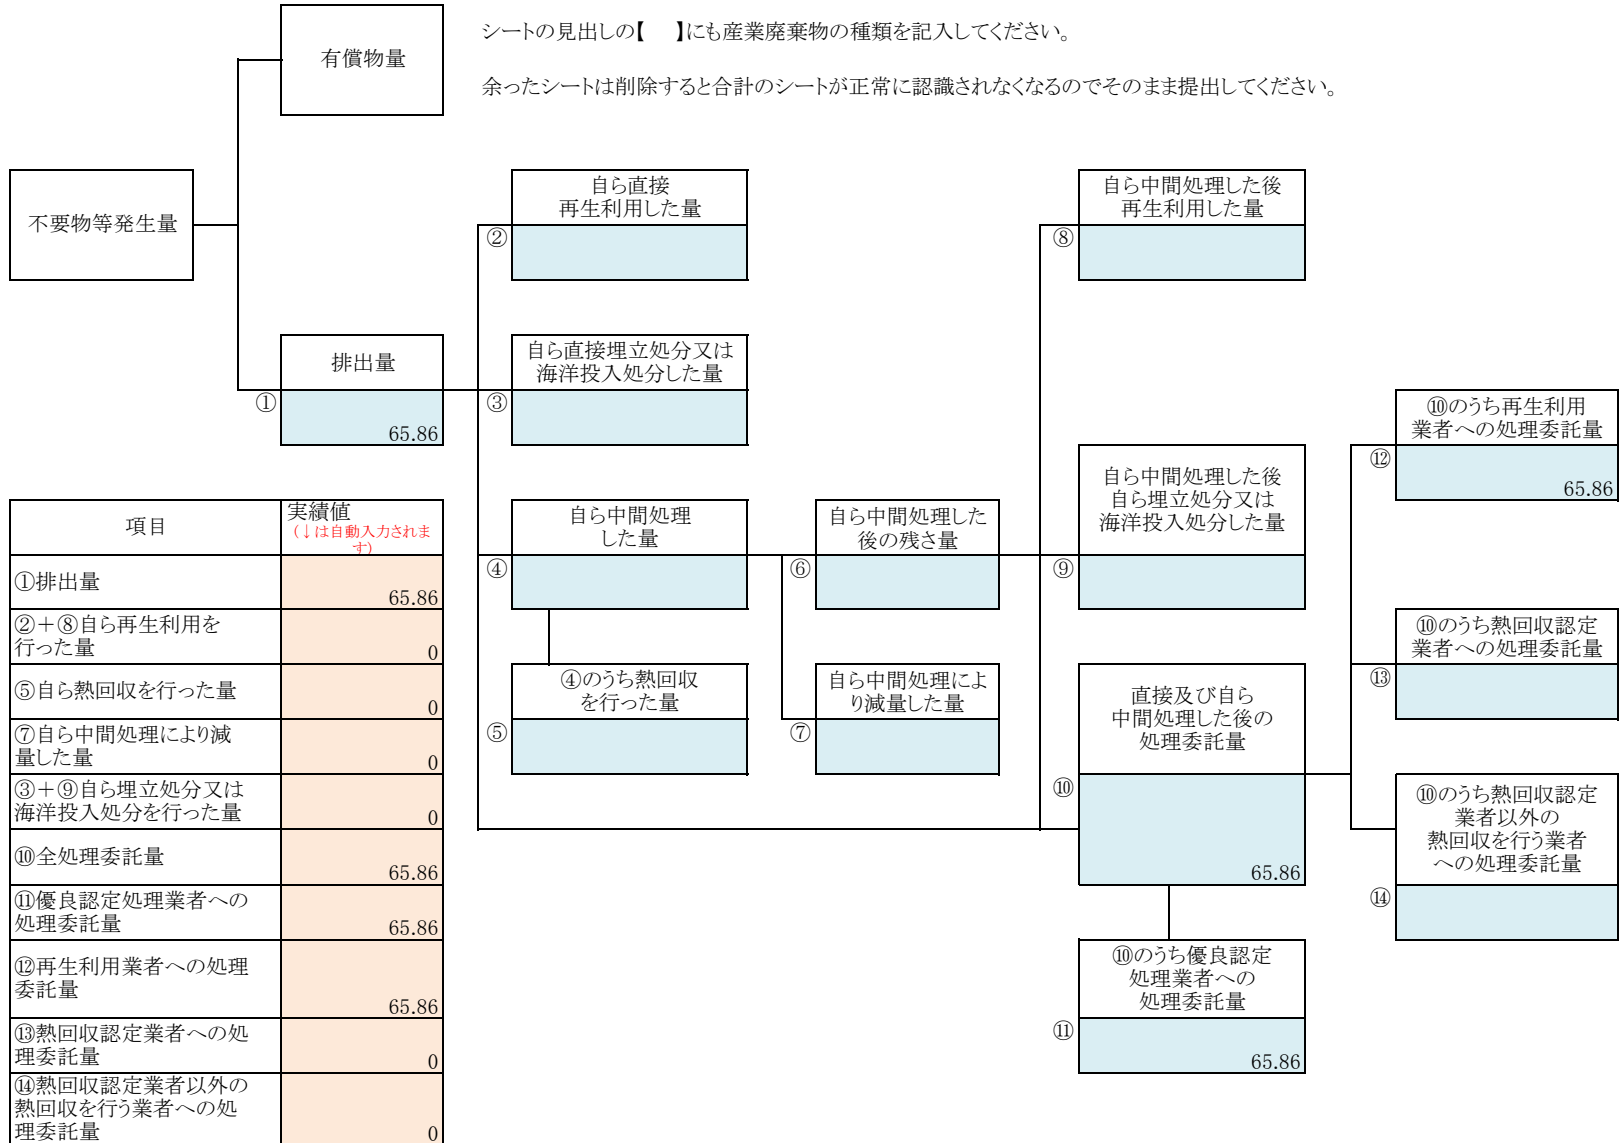 有償物量
シートの見出しの【　】にも産業廃棄物の種類を記入してください。
余ったシートは削除すると合計のシートが正常に認識されなくなるのでそのまま提出してください。
不要物等発生量
自ら直接
再生利用した量
②
自ら中間処理した後
再生利用した量
⑧
排出量
①
65.86
自ら直接埋立処分又は
海洋投入処分した量
③
⑩のうち再生利用
業者への処理委託量
⑫
65.86
自ら中間処理
した量
④
自ら中間処理した
後の残さ量
⑥
自ら中間処理した後
自ら埋立処分又は
海洋投入処分した量
⑨
⑩のうち熱回収認定
業者への処理委託量
⑬
④のうち熱回収
を行った量
⑤
自ら中間処理によ
り減量した量
⑦
直接及び自ら
中間処理した後の
処理委託量
⑩
65.86
⑩のうち熱回収認定
業者以外の
熱回収を行う業者
への処理委託量
⑭
⑩のうち優良認定
処理業者への
処理委託量
⑪
65.86
項目
実績値
(↓は自動入力されま
す)
①排出量
65.86
②＋⑧自ら再生利用を
行った量
0
⑤自ら熱回収を行った量
0
⑦自ら中間処理により減
量した量
0
③＋⑨自ら埋立処分又は
海洋投入処分を行った量
0
⑩全処理委託量
65.86
⑪優良認定処理業者への
処理委託量
65.86
⑫再生利用業者への処理
委託量
65.86
⑬熱回収認定業者への処
理委託量
0
⑭熱回収認定業者以外の
熱回収を行う業者への処
理委託量
0